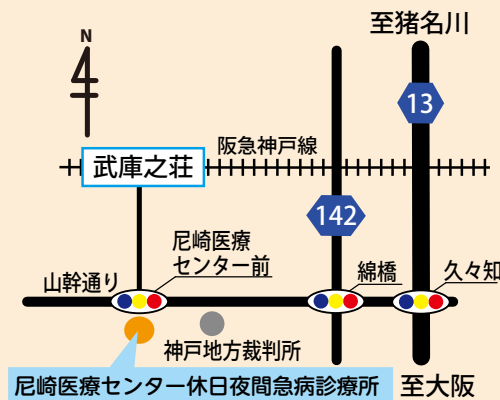 至猪名川
N
13
阪急神戸線
武庫之荘
142
尼崎医療
センター前
山幹通り
綿橋
久々知
神戸地方裁判所
尼崎医療センター休日夜間急病診療所
至大阪